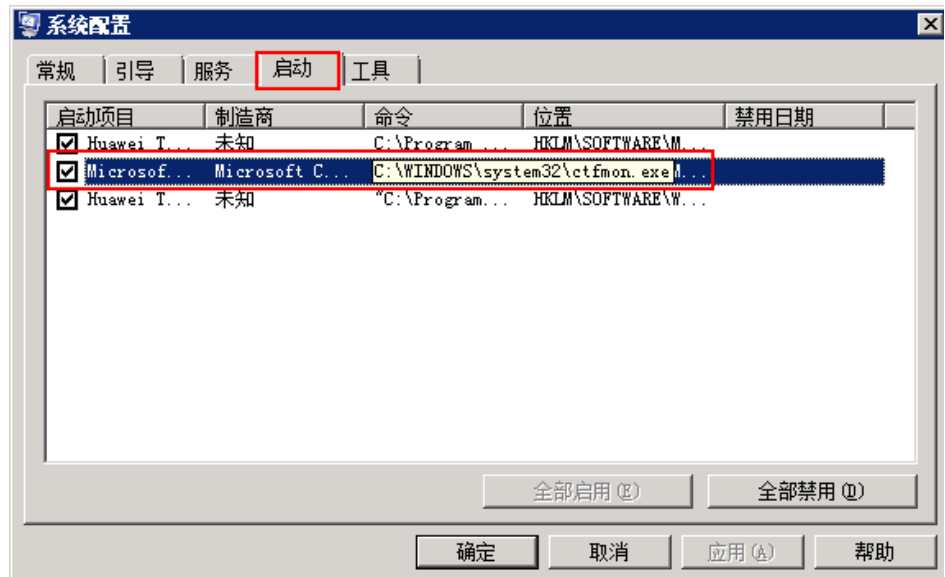 系统配置
常规 引导 服务 启动 工具
启动项目 制造商 命令 位置 禁用日期
Huawei T... 未知 C:\Program ... HKLM\SOFTWARE\M...
Microsof... Microsoft C... C:\WINDOWS\system32\ctfmon.exe M...
Huawei T... 未知 "C:\Program... HKLM\SOFTWARE\W...
全部启用(E) 全部禁用(D)
确定 取消 应用(A) 帮助